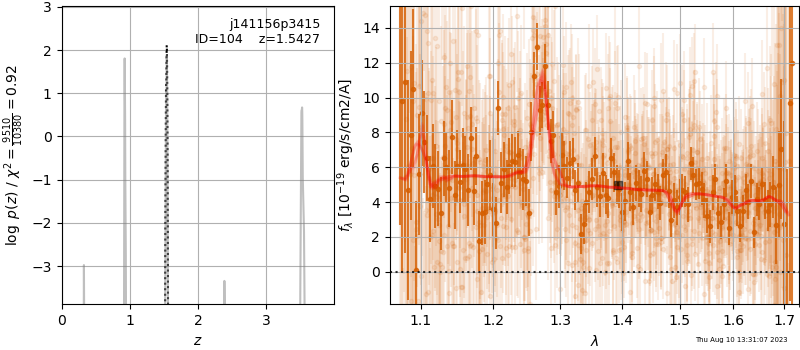 j141156p3415
ID=104 z=1.5427
log p(z) / χ² = 9510/10380 = 0.92
3
2
1
0
−1
−2
−3
0 1 2 3
z
f_λ [10⁻¹⁹ erg/s/cm2/A]
14
12
10
8
6
4
2
0
1.1 1.2 1.3 1.4 1.5 1.6 1.7
λ
Thu Aug 10 13:31:07 2023